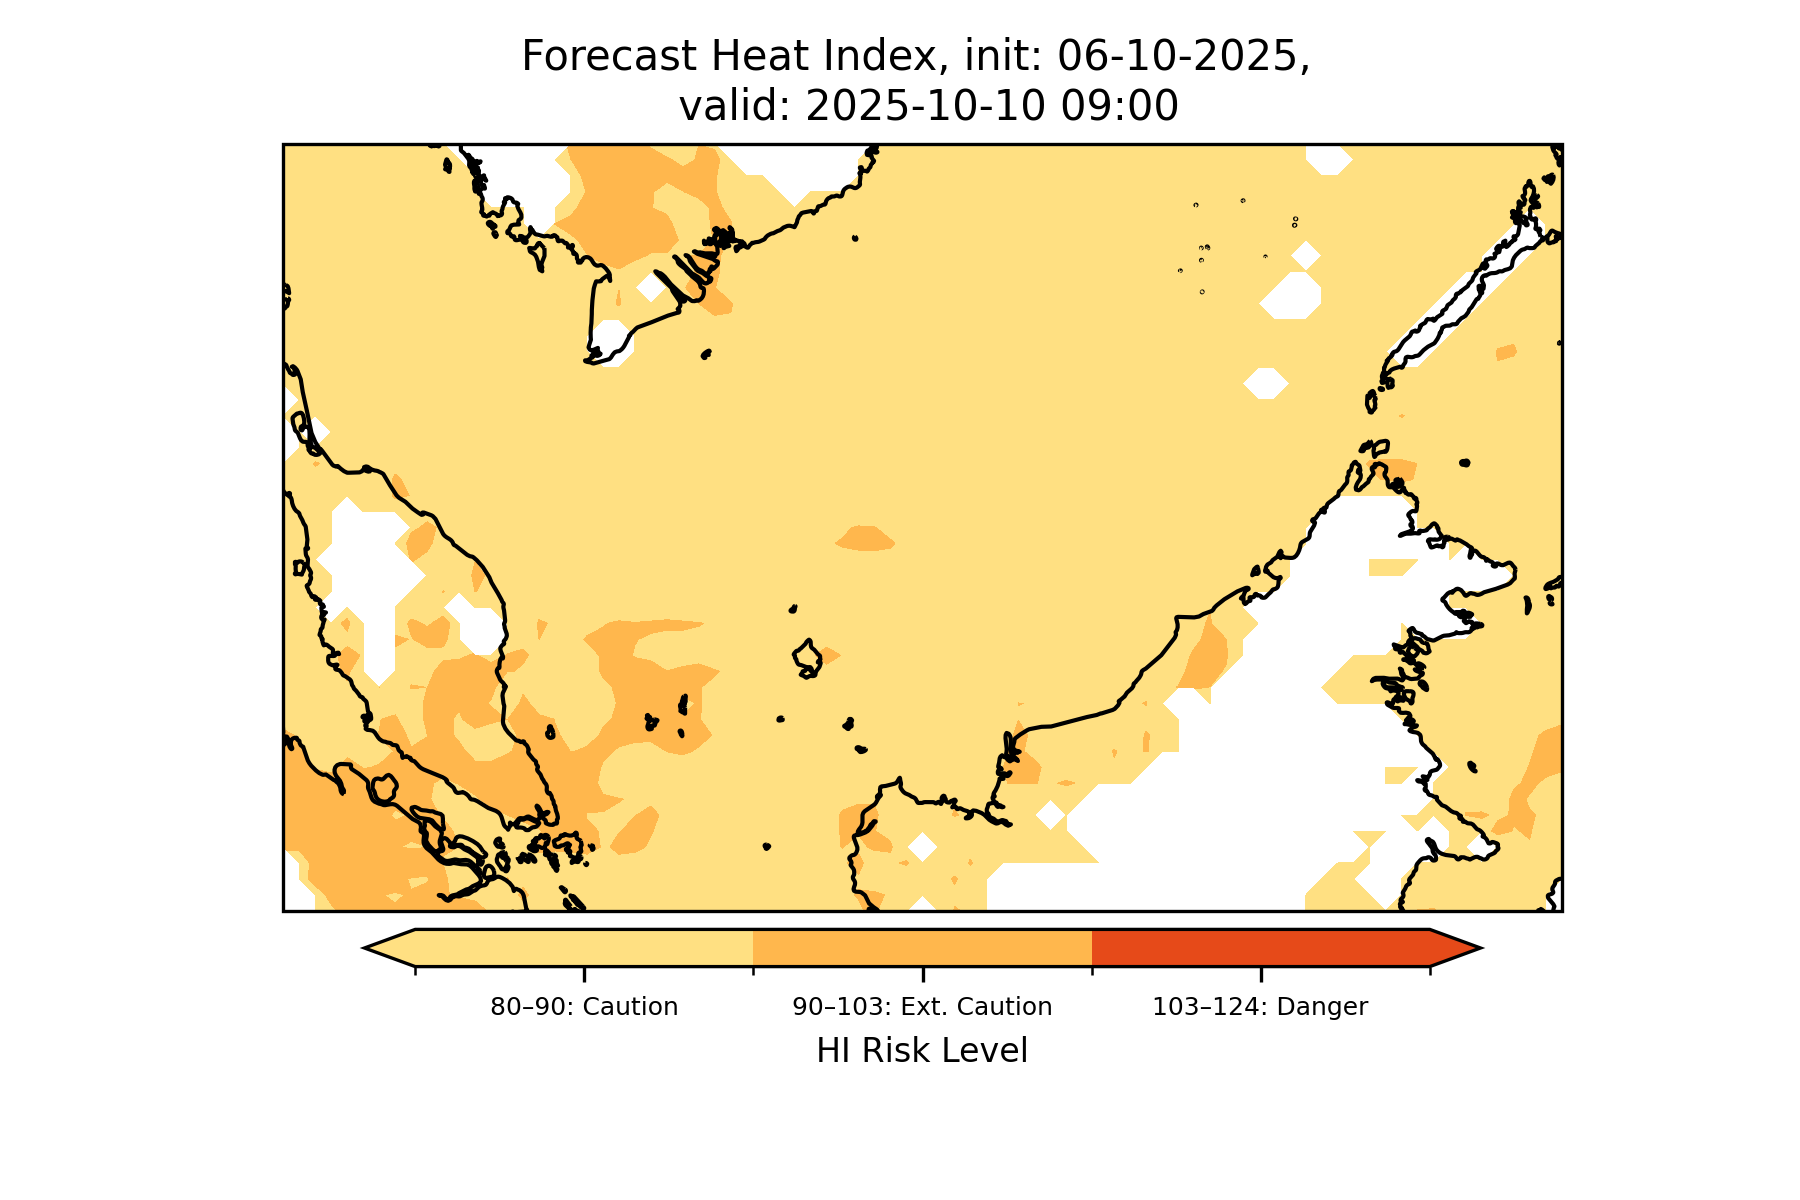 Forecast Heat Index, init: 06-10-2025,
valid: 2025-10-10 09:00
80–90: Caution
90–103: Ext. Caution
103–124: Danger
HI Risk Level